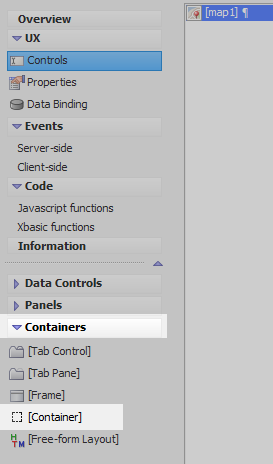 Overview
UX
Controls
Properties
Data Binding
Events
Server-side
Client-side
Code
Javascript functions
Xbasic functions
Information
Data Controls
Panels
Containers
[Tab Control]
[Tab Pane]
[Frame]
[Container]
HTM [Free-form Layout]
[map1] ¶